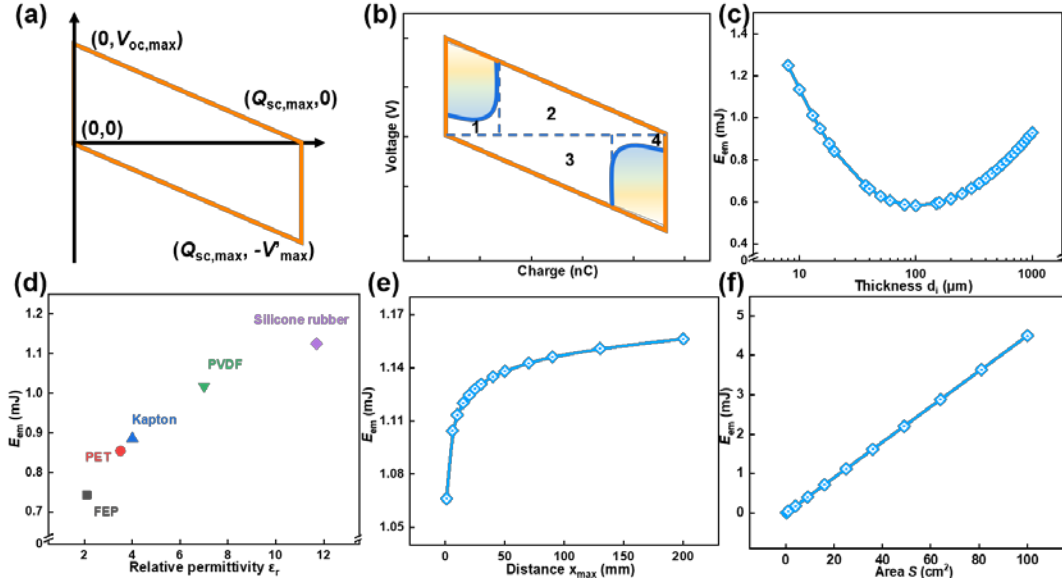 (a)
(0,Voc,max)
(Qsc,max,0)
(0,0)
(Qsc,max, -V'max)
(b)
Voltage (V)
1
2
3
4
Charge (nC)
(c)
Eem (mJ)
1.4
1.2
1.0
0.8
0.6
0.4
0
10
100
1000
Thickness di (µm)
(d)
Eem (mJ)
1.2
1.1
1.0
0.9
0.8
0.7
0
Silicone rubber
PVDF
Kapton
PET
FEP
2
4
6
8
10
12
Relative permittivity εr
(e)
Eem (mJ)
1.17
1.14
1.11
1.08
1.05
0
50
100
150
200
Distance xmax (mm)
(f)
Eem (mJ)
5
4
3
2
1
0
0
20
40
60
80
100
Area S (cm²)